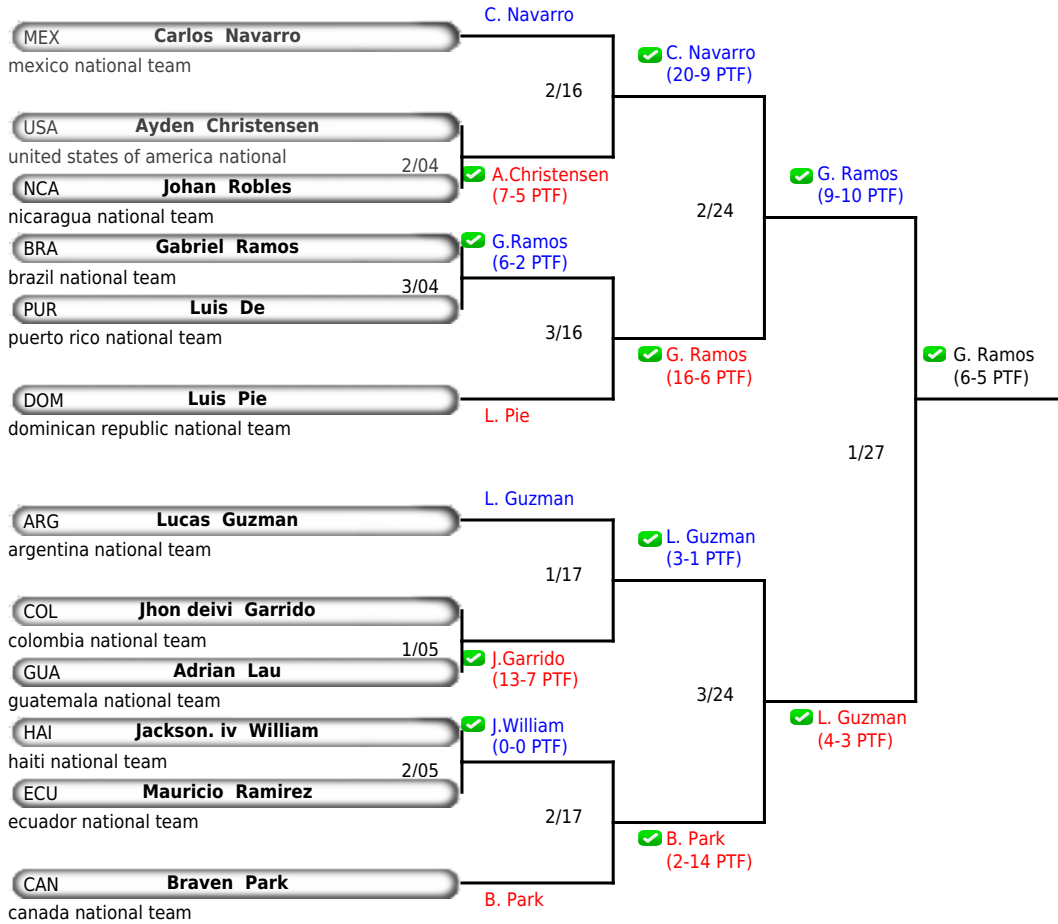 C. Navarro
MEX Carlos Navarro
mexico national team
C. Navarro
(20-9 PTF)
2/16
USA Ayden Christensen
united states of america national
2/04
A.Christensen
(7-5 PTF)
NCA Johan Robles
nicaragua national team
G. Ramos
(9-10 PTF)
2/24
BRA Gabriel Ramos
brazil national team
G.Ramos
(6-2 PTF)
3/04
PUR Luis De
puerto rico national team
3/16
G. Ramos
(16-6 PTF)
G. Ramos
(6-5 PTF)
DOM Luis Pie
dominican republic national team
L. Pie
1/27
L. Guzman
ARG Lucas Guzman
argentina national team
L. Guzman
(3-1 PTF)
1/17
COL Jhon deivi Garrido
colombia national team
1/05
J.Garrido
(13-7 PTF)
GUA Adrian Lau
guatemala national team
3/24
HAI Jackson. iv William
haiti national team
J.William
(0-0 PTF)
L. Guzman
(4-3 PTF)
2/05
ECU Mauricio Ramirez
ecuador national team
2/17
B. Park
(2-14 PTF)
CAN Braven Park
canada national team
B. Park